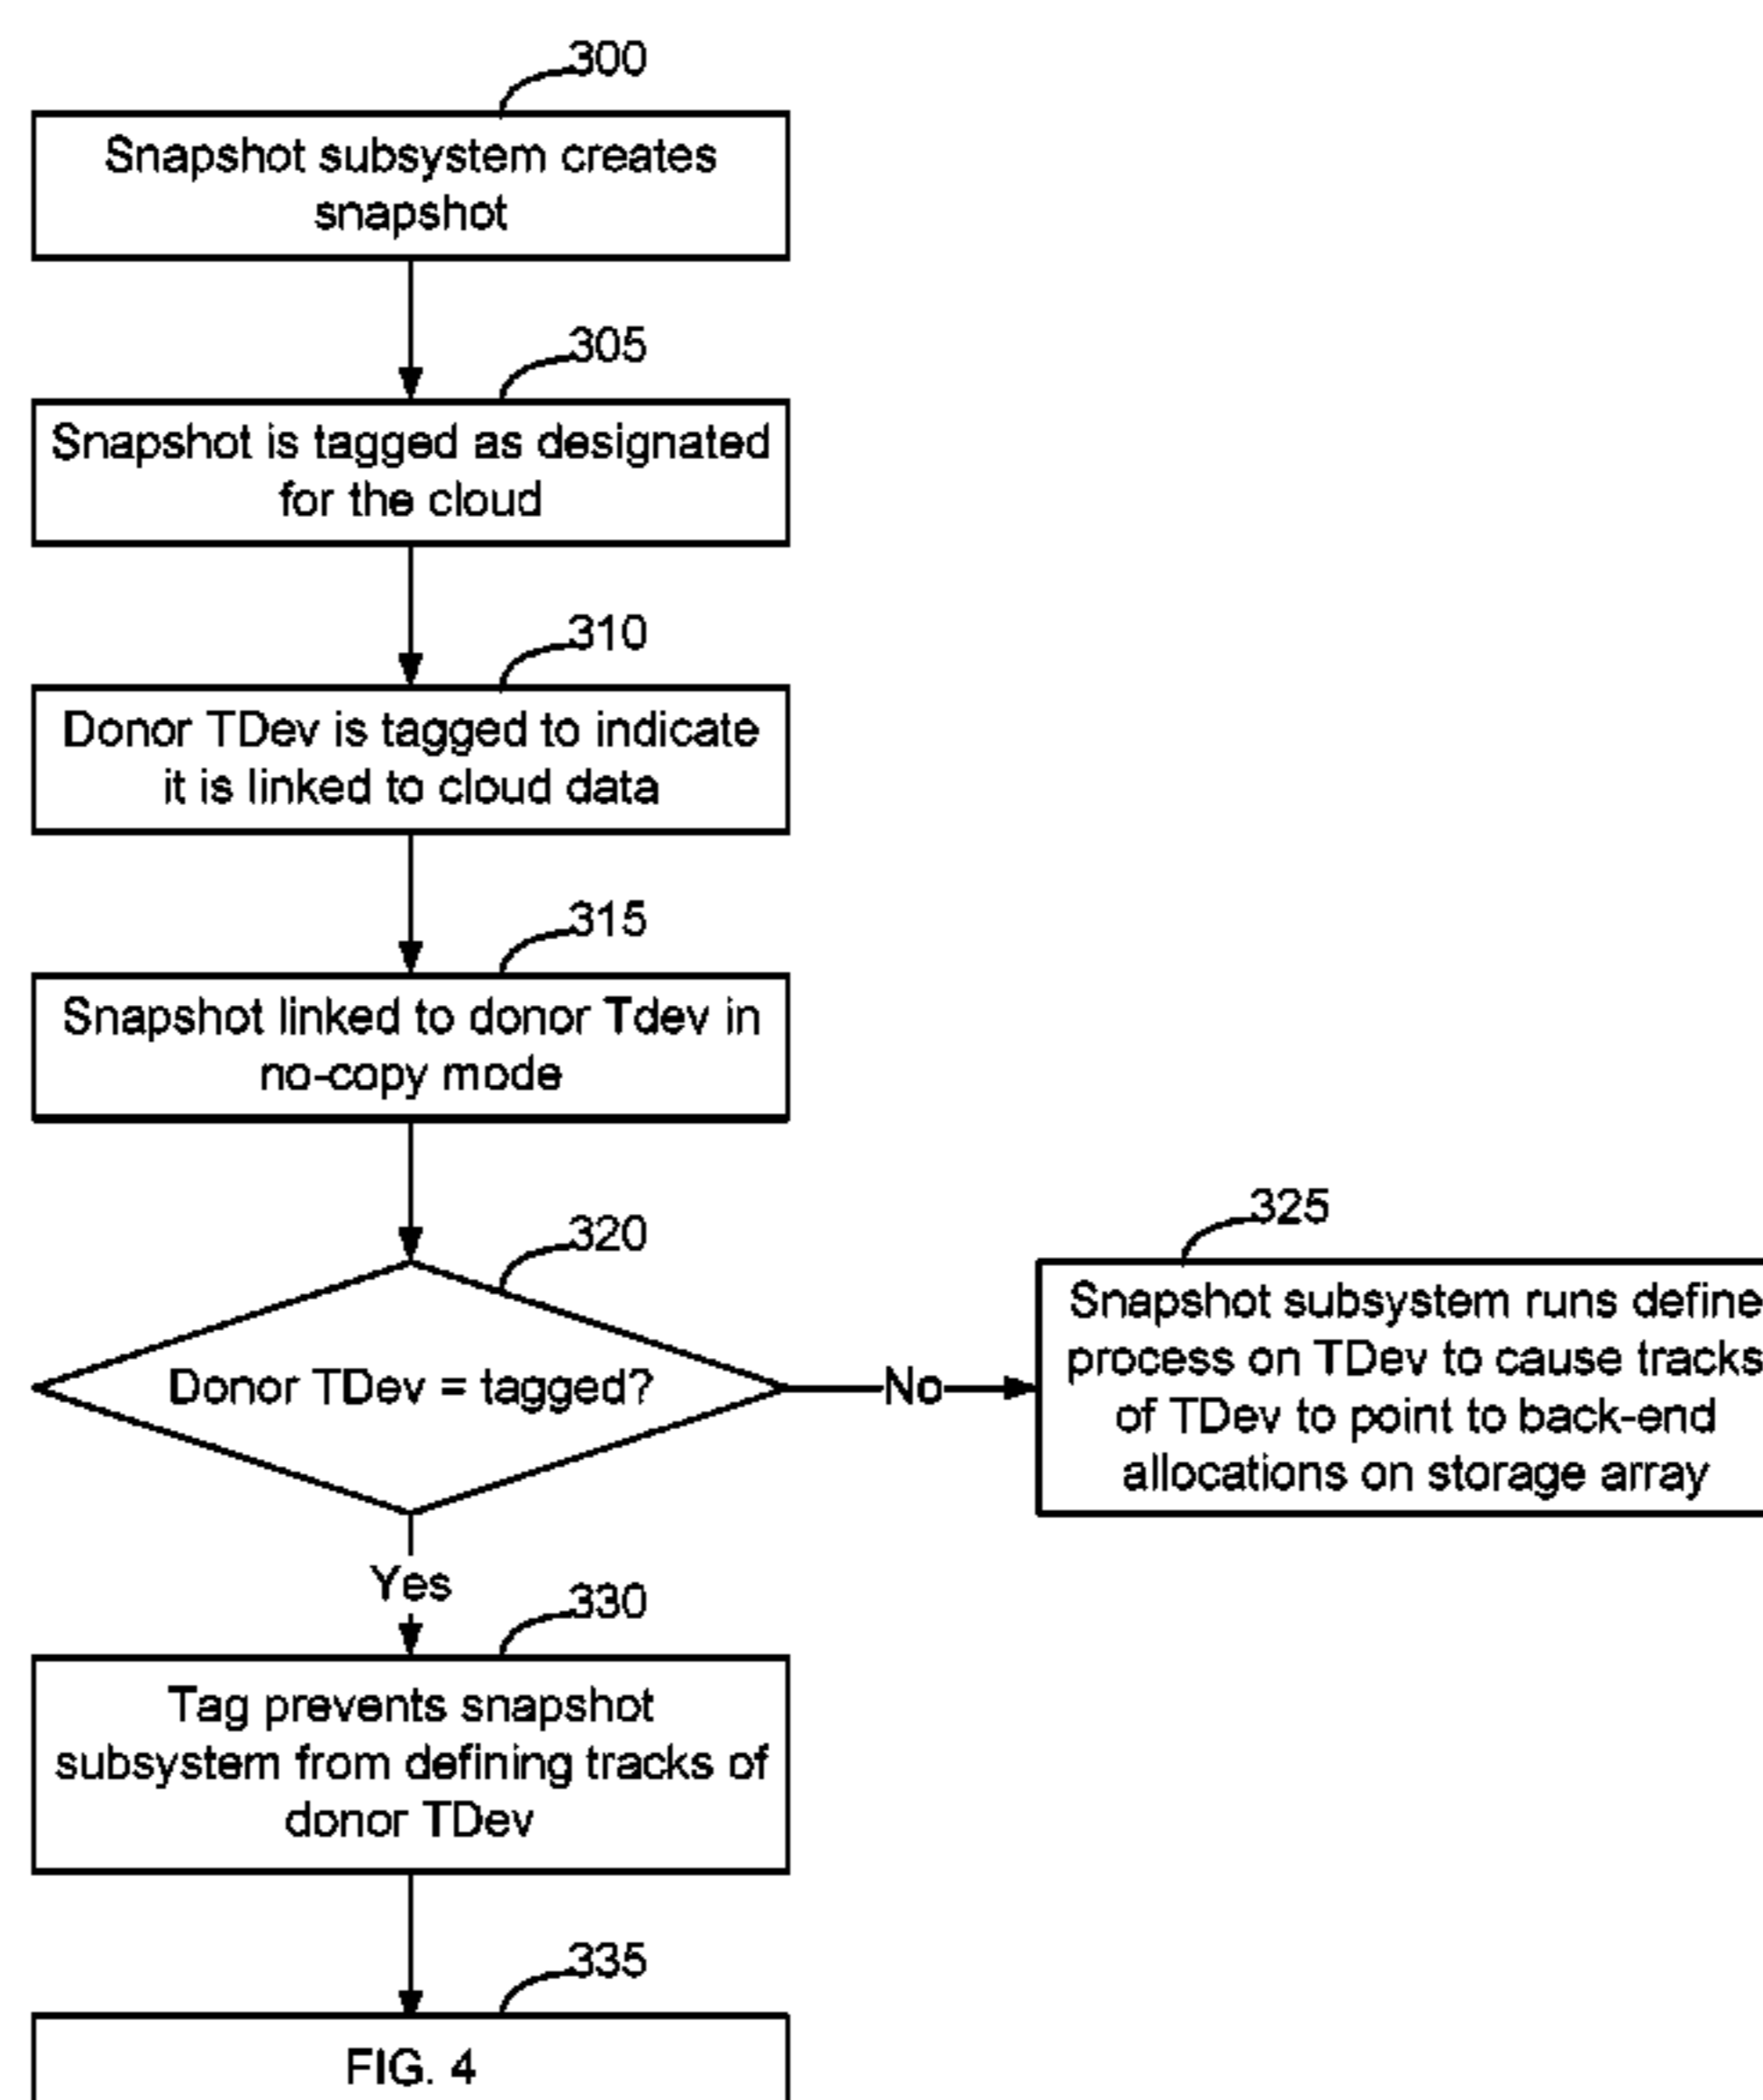 300
Snapshot subsystem creates
snapshot
305
Snapshot is tagged as designated
for the cloud
310
Donor TDev is tagged to indicate
it is linked to cloud data
315
Snapshot linked to donor Tdev in
no-copy mode
320
Donor TDev = tagged?
No
325
Snapshot subsystem runs define
process on TDev to cause tracks
of TDev to point to back-end
allocations on storage array
Yes
330
Tag prevents snapshot
subsystem from defining tracks of
donor TDev
335
FIG. 4